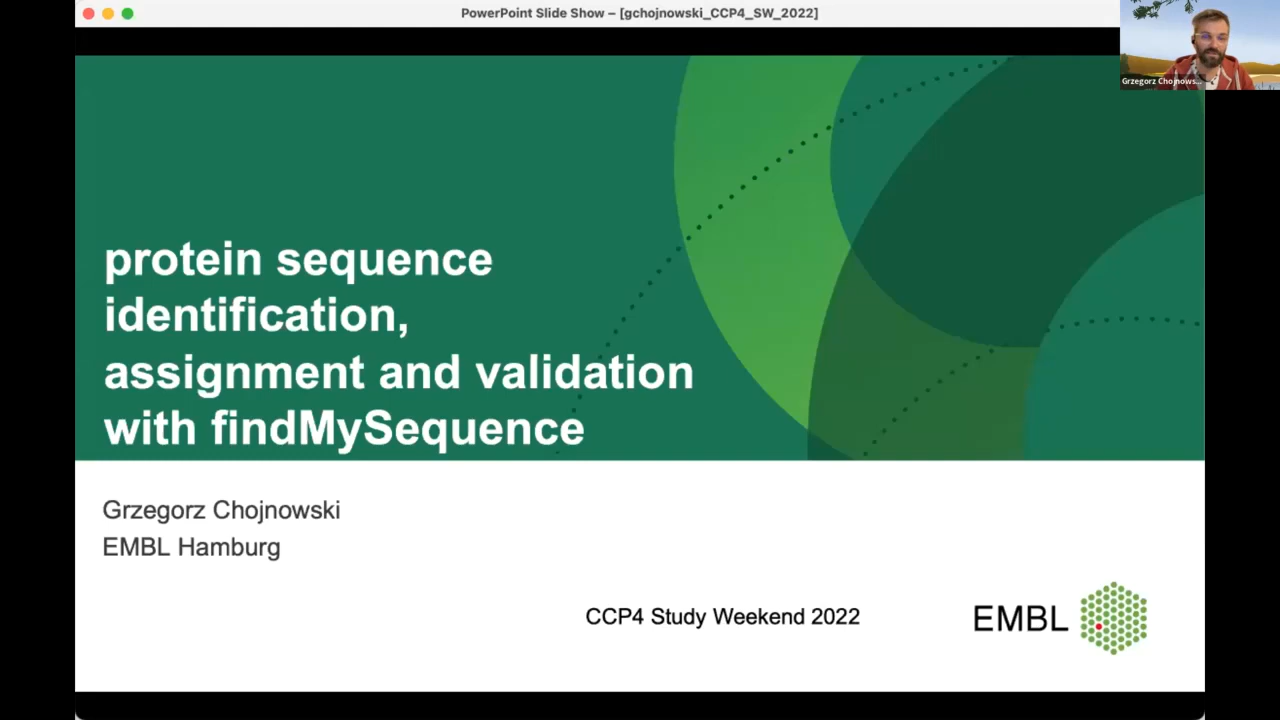 PowerPoint Slide Show – [gchojnowski_CCP4_SW_2022]
Grzegorz Chojnows...
protein sequence
identification,
assignment and validation
with findMySequence
Grzegorz Chojnowski
EMBL Hamburg
CCP4 Study Weekend 2022
EMBL